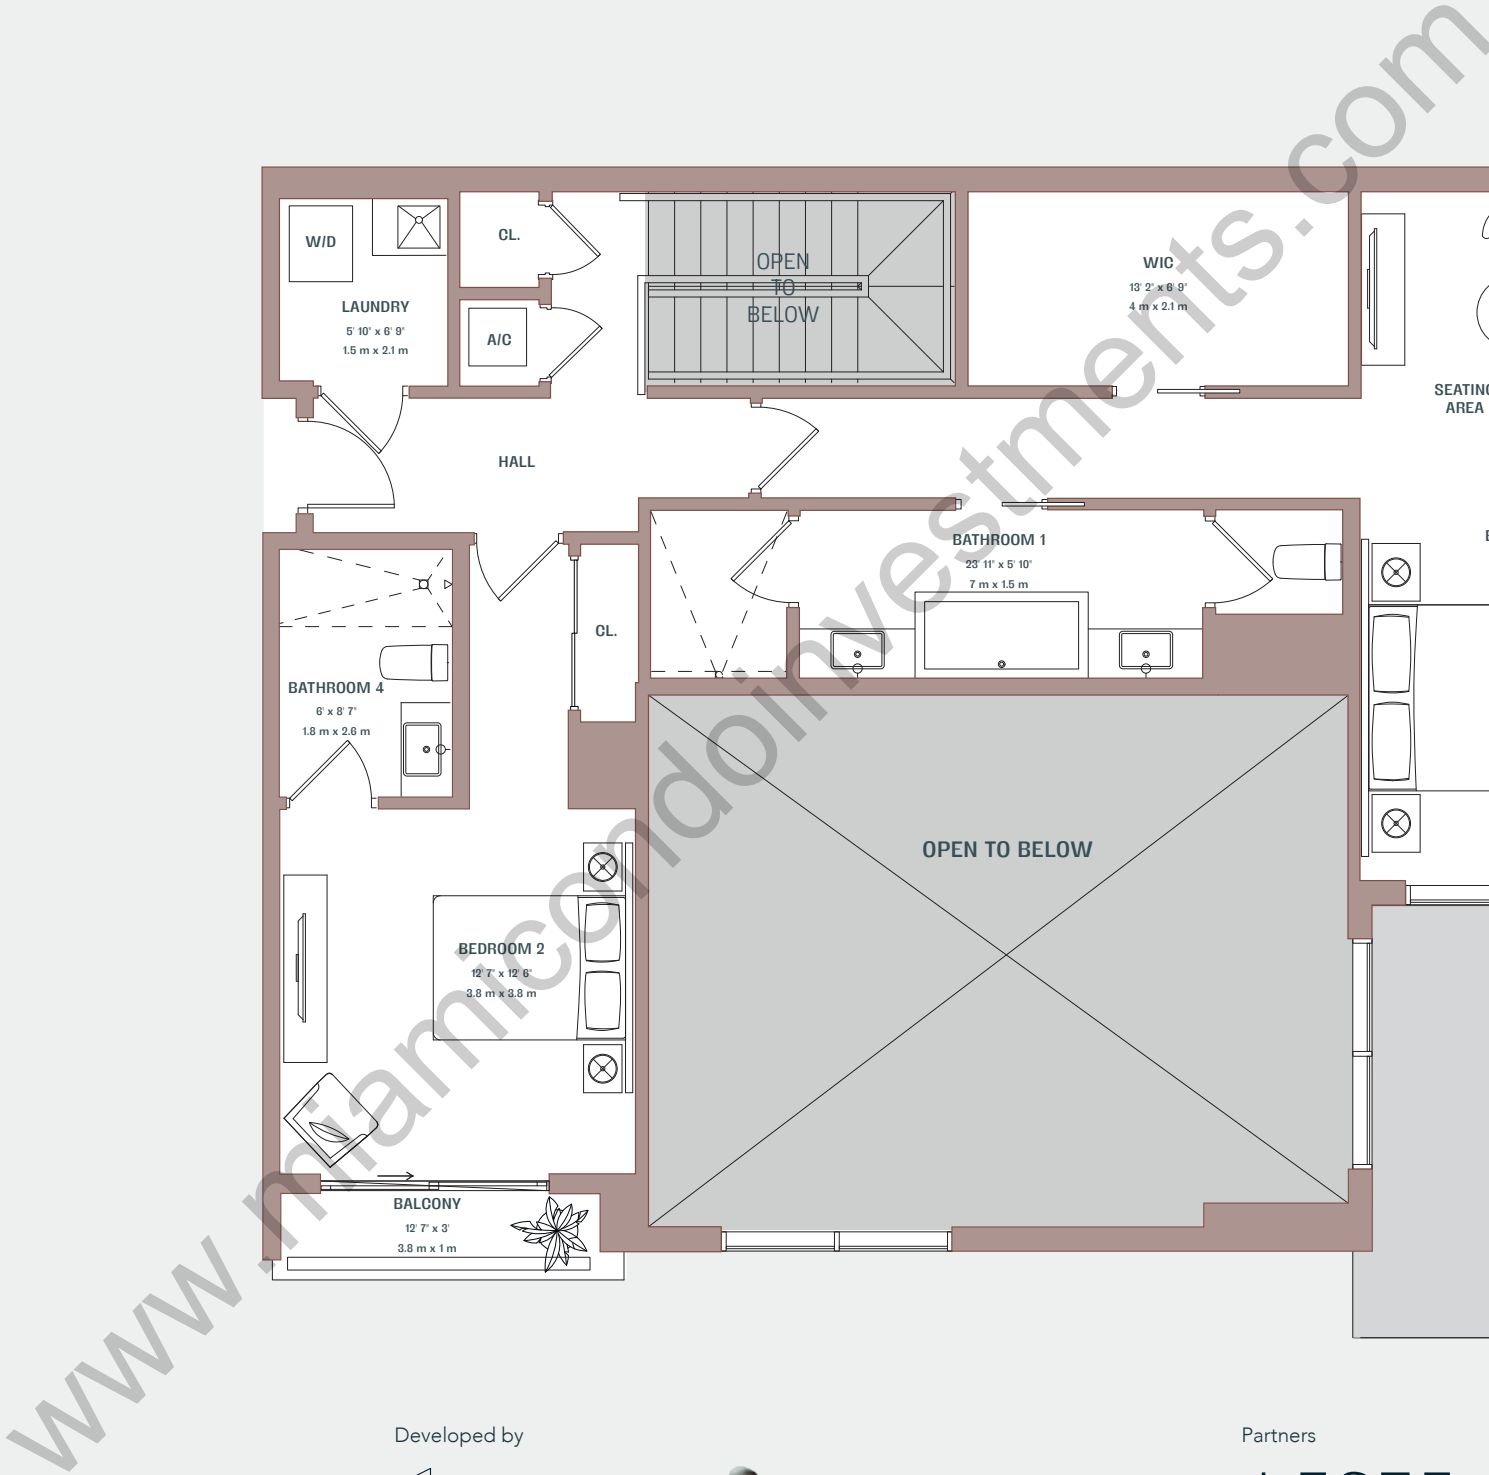 W/D
LAUNDRY
5' 10" x 6' 9"
1.5 m x 2.1 m
CL.
A/C
OPEN
TO
BELOW
WIC
13' 2" x 6' 9"
4 m x 2.1 m
AREA
HALL
BATHROOM 1
23' 11" x 5' 10"
7 m x 1.5 m
CL.
BATHROOM 4
6' x 8' 7"
1.8 m x 2.6 m
OPEN TO BELOW
BEDROOM 2
12' 7" x 12' 6"
3.8 m x 3.8 m
BALCONY
12' 7" x 3'
3.8 m x 1 m
www.miamicondoinvestments.com
Developed by
Partners